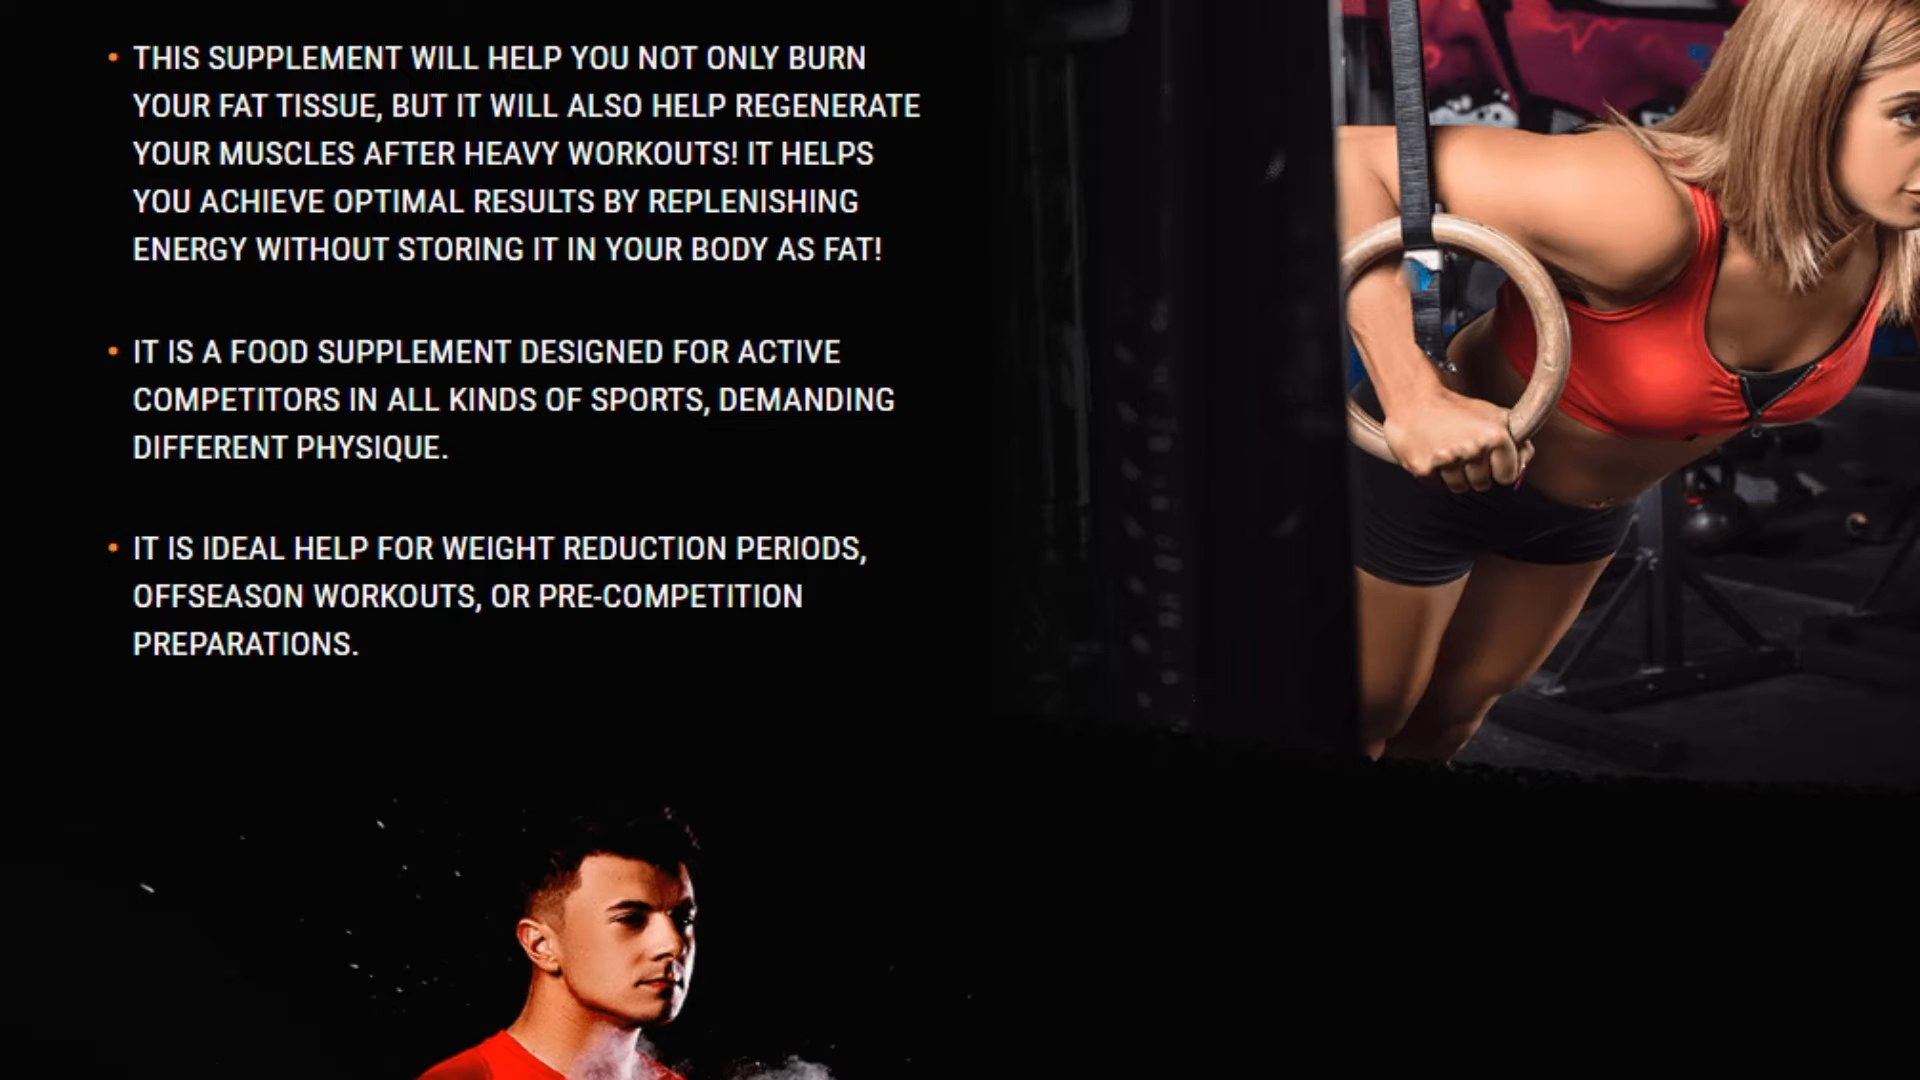 THIS SUPPLEMENT WILL HELP YOU NOT ONLY BURN
YOUR FAT TISSUE, BUT IT WILL ALSO HELP REGENERATE
YOUR MUSCLES AFTER HEAVY WORKOUTS! IT HELPS
YOU ACHIEVE OPTIMAL RESULTS BY REPLENISHING
ENERGY WITHOUT STORING IT IN YOUR BODY AS FAT!
IT IS A FOOD SUPPLEMENT DESIGNED FOR ACTIVE
COMPETITORS IN ALL KINDS OF SPORTS, DEMANDING
DIFFERENT PHYSIQUE.
IT IS IDEAL HELP FOR WEIGHT REDUCTION PERIODS,
OFFSEASON WORKOUTS, OR PRE-COMPETITION
PREPARATIONS.